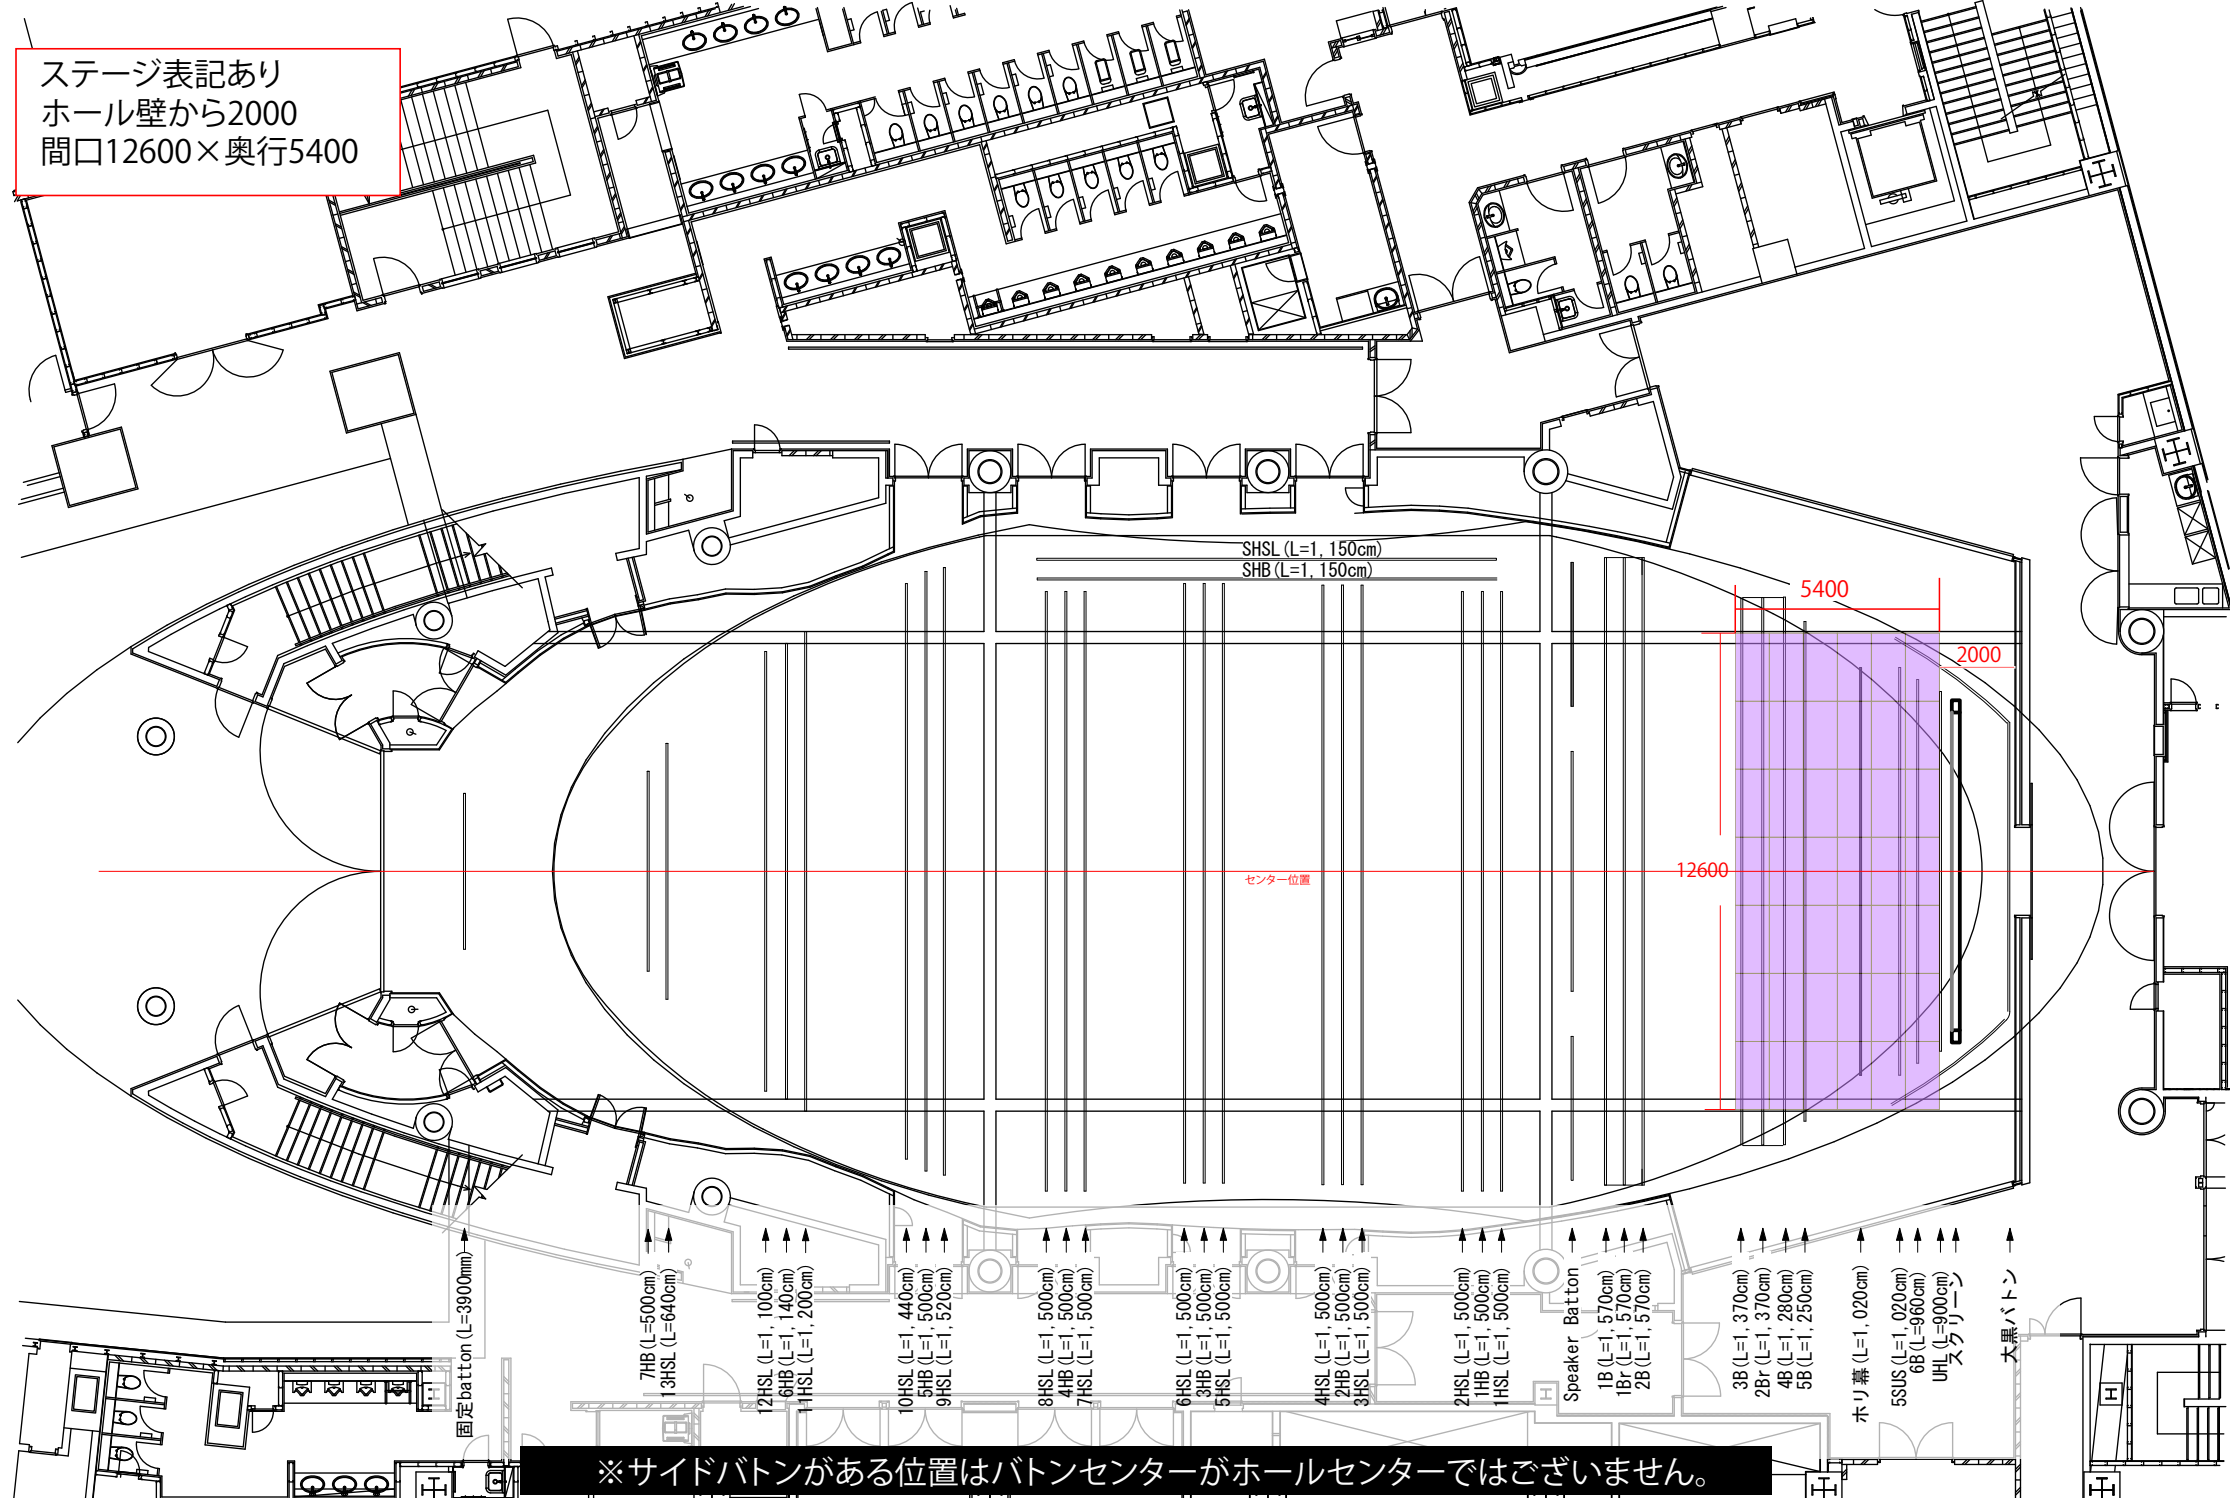 ステージ表記あり
ホール壁から2000
間口12600×奥行5400
SHSL(L=1,150cm)
SHB(L=1,150cm)
5400
2000
12600
センター位置
固定batton(L=3900mm)
7HB(L=500cm)
13HSL(L=640cm)
12HSL(L=1,100cm)
6HB(L=1,140cm)
11HSL(L=1,200cm)
10HSL(L=1,440cm)
5HB(L=1,500cm)
9HSL(L=1,520cm)
8HSL(L=1,500cm)
4HB(L=1,500cm)
7HSL(L=1,500cm)
6HSL(L=1,500cm)
3HB(L=1,500cm)
5HSL(L=1,500cm)
4HSL(L=1,500cm)
2HB(L=1,500cm)
3HSL(L=1,500cm)
2HSL(L=1,500cm)
1HB(L=1,500cm)
1HSL(L=1,500cm)
Speaker Batton
1B(L=1,570cm)
1Br(L=1,570cm)
2B(L=1,570cm)
3B(L=1,370cm)
2Br(L=1,370cm)
4B(L=1,280cm)
5B(L=1,250cm)
ホリ幕(L=1,020cm)
5SUS(L=1,020cm)
6B(L=960cm)
UHL(L=900cm)
スクリーン
大黒バトン
※サイドバトンがある位置はバトンセンターがホールセンターではございません。